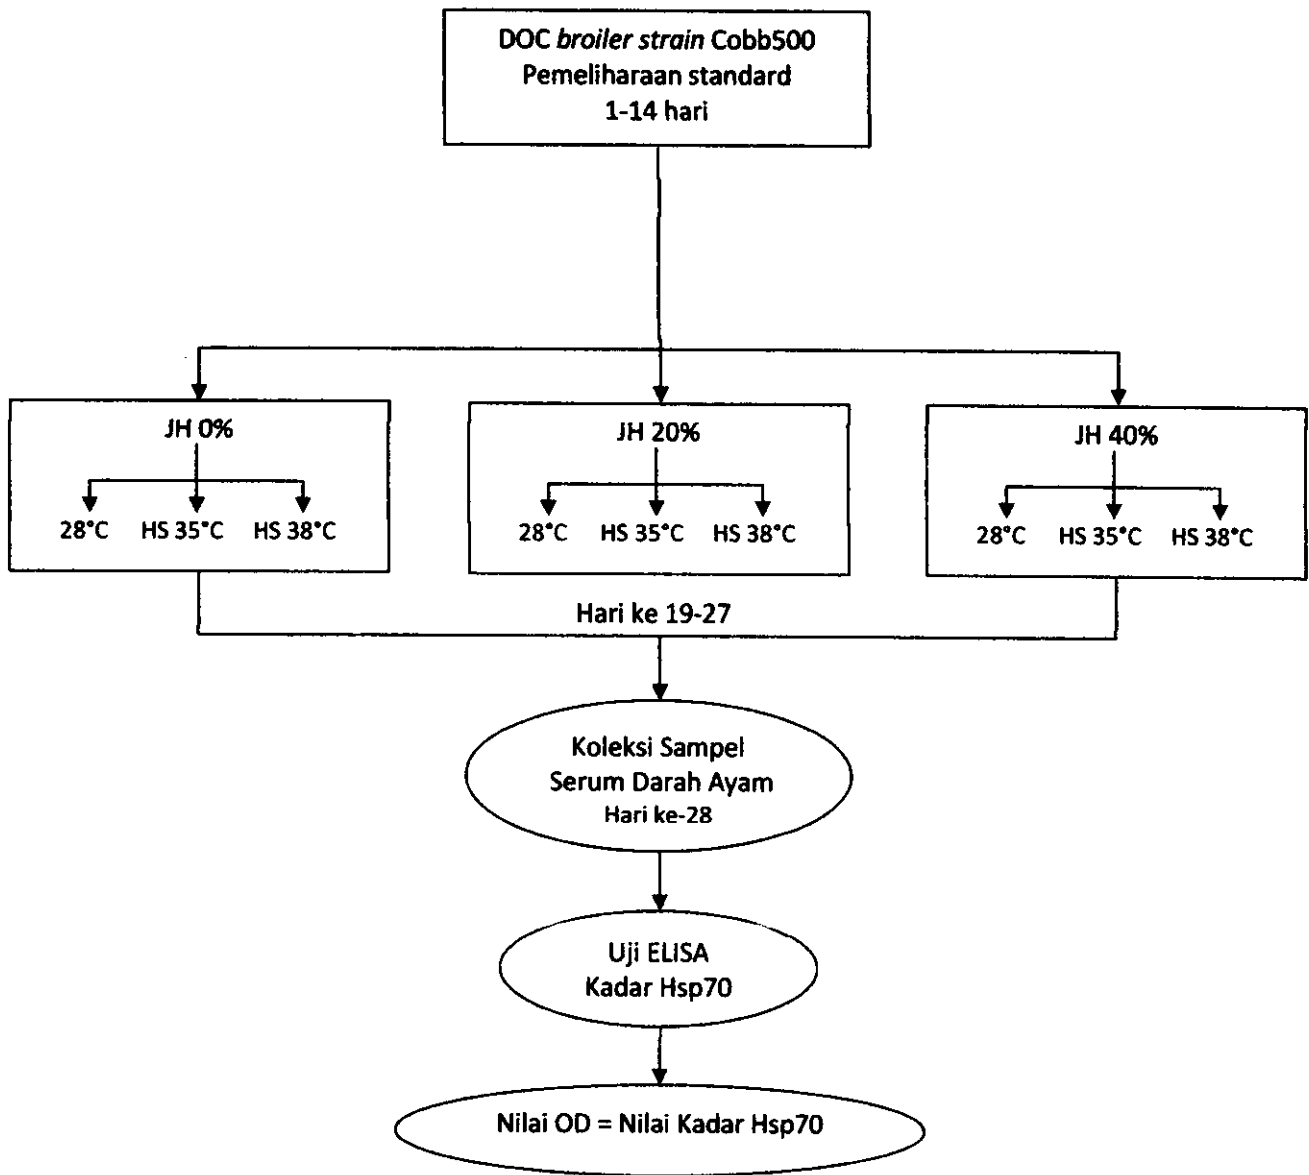 DOC broiler strain Cobb500
Pemeliharaan standard
1-14 hari
JH 0%
28°C HS 35°C HS 38°C
JH 20%
28°C HS 35°C HS 38°C
JH 40%
28°C HS 35°C HS 38°C
Hari ke 19-27
Koleksi Sampel
Serum Darah Ayam
Hari ke-28
Uji ELISA
Kadar Hsp70
Nilai OD = Nilai Kadar Hsp70